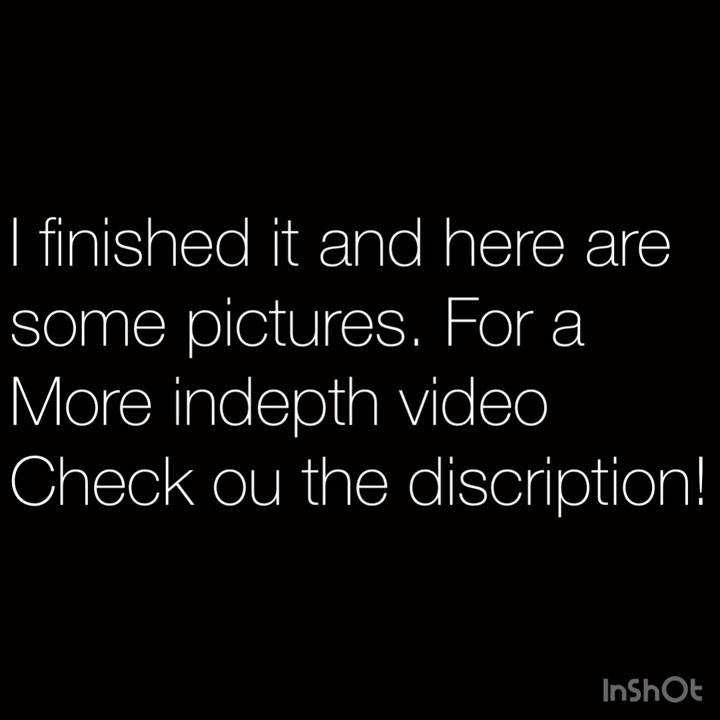 I finished it and here are
some pictures. For a
More indepth video
Check ou the discription!
InShOt